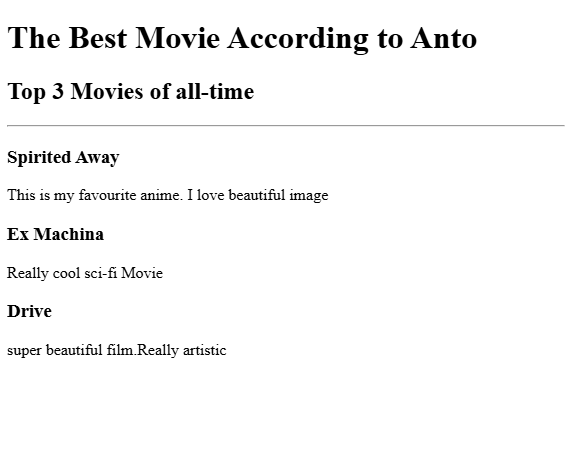 The Best Movie According to Anto
Top 3 Movies of all-time
Spirited Away
This is my favourite anime. I love beautiful image
Ex Machina
Really cool sci-fi Movie
Drive
super beautiful film.Really artistic